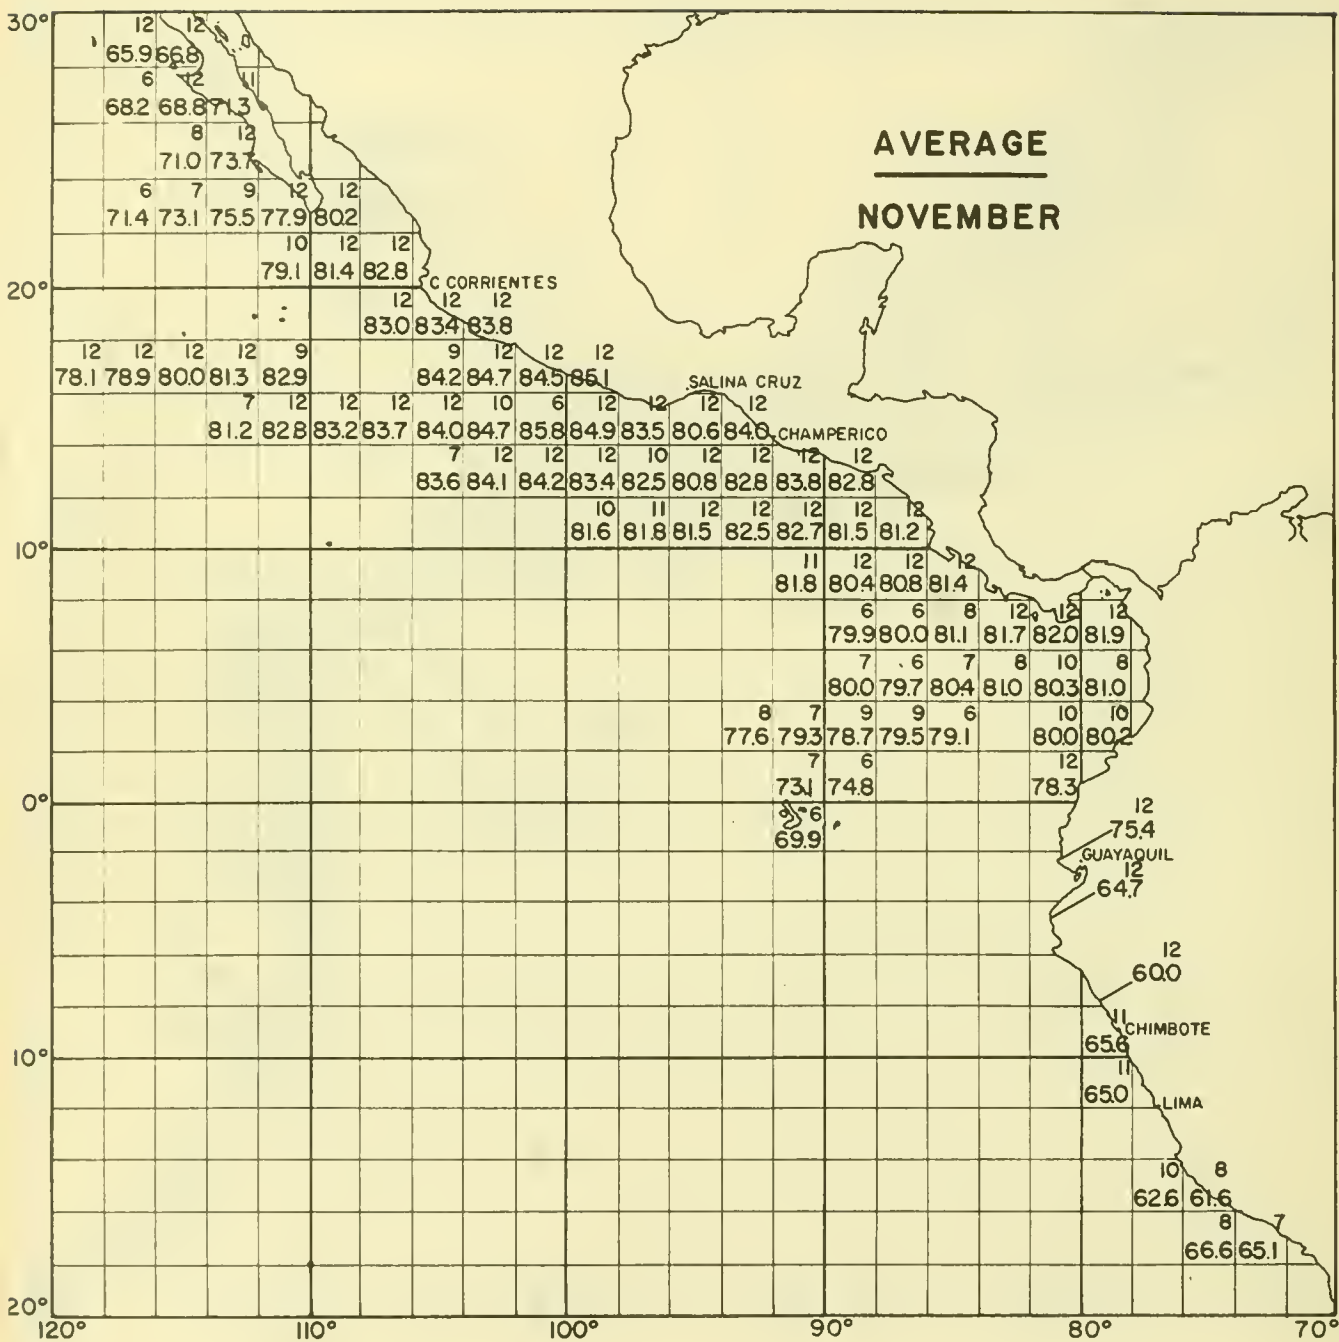 30°
12 12
65.9 66.8
6 12 11
68.2 68.8 71.3
8 12
71.0 73.7
AVERAGE
NOVEMBER
6 7 9 12 12
71.4 73.1 75.5 77.9 80.2
10 12 12
79.1 81.4 82.8
20°
C CORRIENTES
12 12 12
83.0 83.4 83.8
12 12 12 12 9 9 12 12 12
78.1 78.9 80.0 81.3 82.9 84.2 84.7 84.5 85.1
SALINA CRUZ
7 12 12 12 12 10 6 12 12 12 12
81.2 82.8 83.2 83.7 84.0 84.7 85.8 84.9 83.5 80.6 84.0
CHAMPERICO
7 12 12 12 10 12 12 12 12
83.6 84.1 84.2 83.4 82.5 80.8 82.8 83.8 82.8
10 11 12 12 12 12 12
81.6 81.8 81.5 82.5 82.7 81.5 81.2
10°
11 12 12 12
81.8 80.4 80.8 81.4
6 6 8 12 12 12
79.9 80.0 81.1 81.7 82.0 81.9
7 6 7 8 10 8
80.0 79.7 80.4 81.0 80.3 81.0
8 7 9 9 6 10 10
77.6 79.3 78.7 79.5 79.1 80.0 80.2
7 6 12
73.1 74.8 78.3
0°
6 12
69.9 75.4
GUAYAQUIL
12
64.7
12
60.0
11
CHIMBOTE
65.6
10°
11
65.0
LIMA
10 8
62.6 61.6
8 7
66.6 65.1
20°
120° 110° 100° 90° 80° 70°